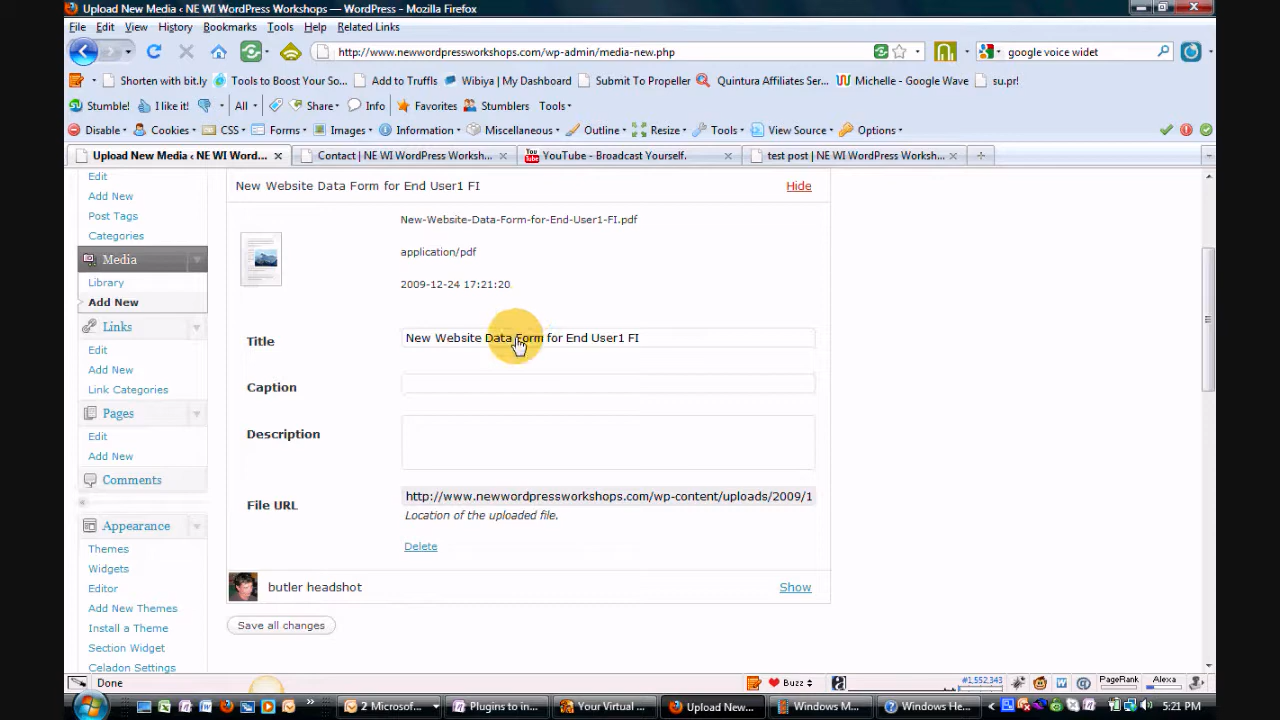 Upload New Media ‹ NE WI WordPress Workshops — WordPress - Mozilla Firefox
File Edit View History Bookmarks Tools Help Related Links
http://www.newwordpressworkshops.com/wp-admin/media-new.php
google voice widet
Shorten with bit.ly Tools to Boost Your So... Add to Truffls Wibiya | My Dashboard Submit To Propeller Quintura Affiliates Ser... Michelle - Google Wave su.pr!
Stumble! I like it! All Share Info Favorites Stumblers Tools
Disable Cookies CSS Forms Images Information Miscellaneous Outline Resize Tools View Source Options
Upload New Media ‹ NE WI Word... Contact | NE WI WordPress Worksh... YouTube - Broadcast Yourself. test post | NE WI WordPress Worksh...
Edit
Add New
Post Tags
Categories
Media
Library
Add New
Links
Edit
Add New
Link Categories
Pages
Edit
Add New
Comments
Appearance
Themes
Widgets
Editor
Add New Themes
Install a Theme
Section Widget
Celadon Settings
New Website Data Form for End User1 FI Hide
New-Website-Data-Form-for-End-User1-FI.pdf
application/pdf
2009-12-24 17:21:20
Title New Website Data Form for End User1 FI
Caption
Description
File URL http://www.newwordpressworkshops.com/wp-content/uploads/2009/1
Location of the uploaded file.
Delete
butler headshot Show
Save all changes
Done Buzz #1,552,343 PageRank Alexa
2 Microsof... Plugins to in... Your Virtual ... Upload New... Windows M... Windows He... 5:21 PM